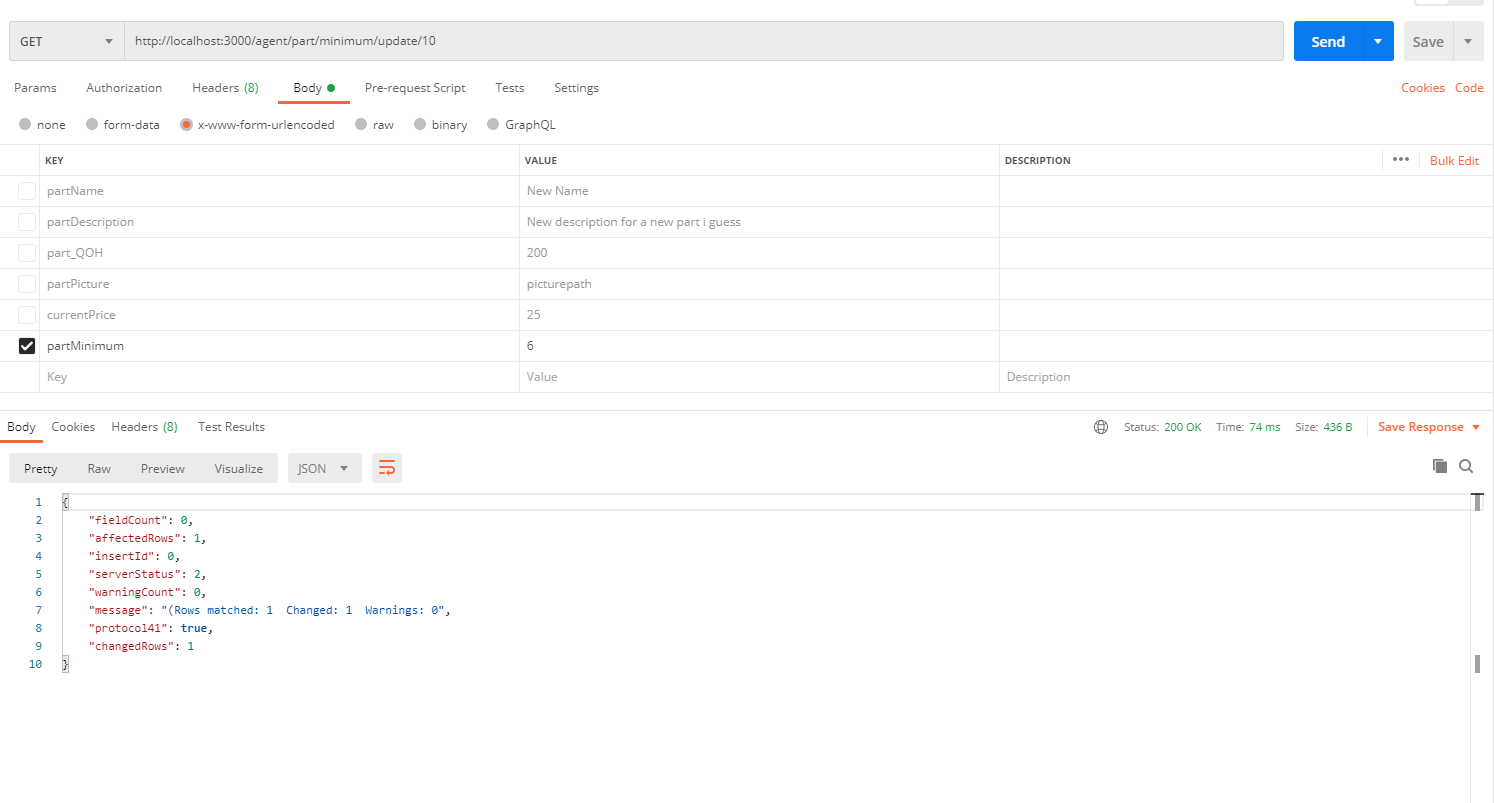 GET http://localhost:3000/agent/part/minimum/update/10 Send Save
Params Authorization Headers (8) Body Pre-request Script Tests Settings Cookies Code
none form-data x-www-form-urlencoded raw binary GraphQL
KEY VALUE DESCRIPTION ••• Bulk Edit
partName New Name
partDescription New description for a new part i guess
part_QOH 200
partPicture picturepath
currentPrice 25
partMinimum 6
Key Value Description
Body Cookies Headers (8) Test Results Status: 200 OK Time: 74 ms Size: 436 B Save Response
Pretty Raw Preview Visualize JSON
1 {
2 "fieldCount": 0,
3 "affectedRows": 1,
4 "insertId": 0,
5 "serverStatus": 2,
6 "warningCount": 0,
7 "message": "(Rows matched: 1  Changed: 1  Warnings: 0",
8 "protocol41": true,
9 "changedRows": 1
10 }